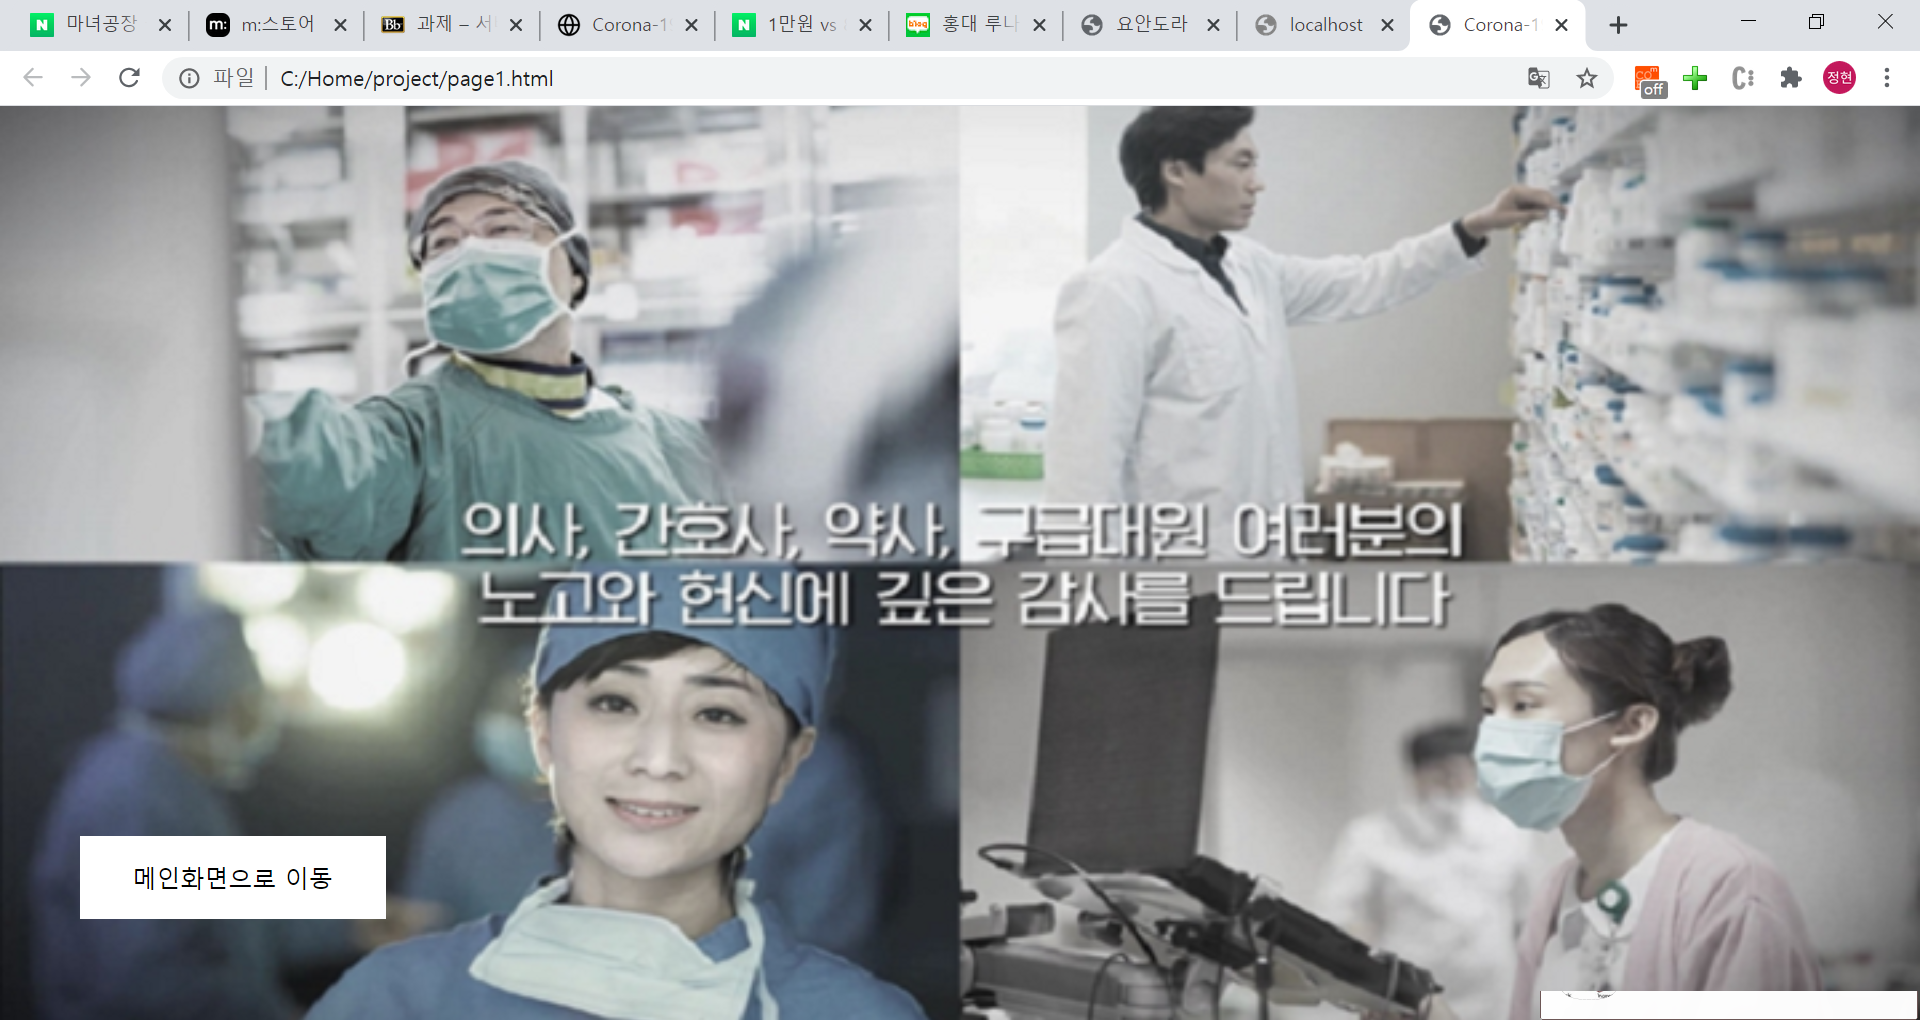 마녀공장
m:스토어
Bb 과제 – 서
Corona-1
1만원 vs
blog 홍대 루나
요안도라
localhost
Corona-1
파일
C:/Home/project/page1.html
off
정현
의사, 간호사, 약사, 구급대원 여러분의
노고와 헌신에 깊은 감사를 드립니다
메인화면으로 이동